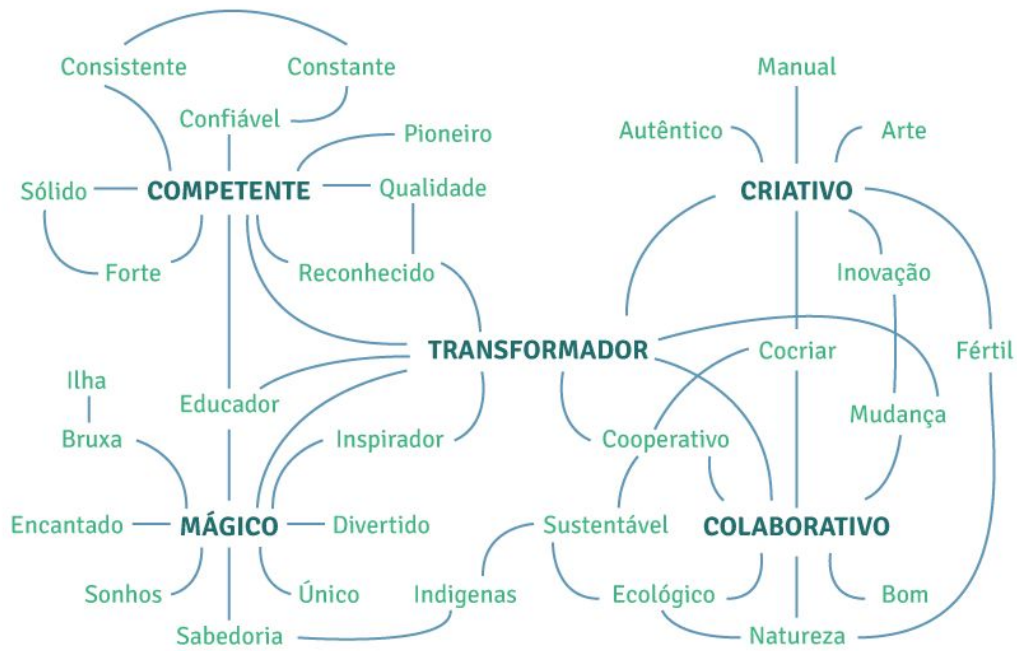 Consistente
Constante
Manual
Confiável
Pioneiro
Autêntico
Arte
Sólido
COMPETENTE
Qualidade
CRIATIVO
Forte
Reconhecido
Inovação
TRANSFORMADOR
Cocriar
Fértil
Ilha
Educador
Mudança
Bruxa
Inspirador
Cooperativo
Encantado
MÁGICO
Divertido
Sustentável
COLABORATIVO
Sonhos
Único
Indigenas
Ecológico
Bom
Sabedoria
Natureza